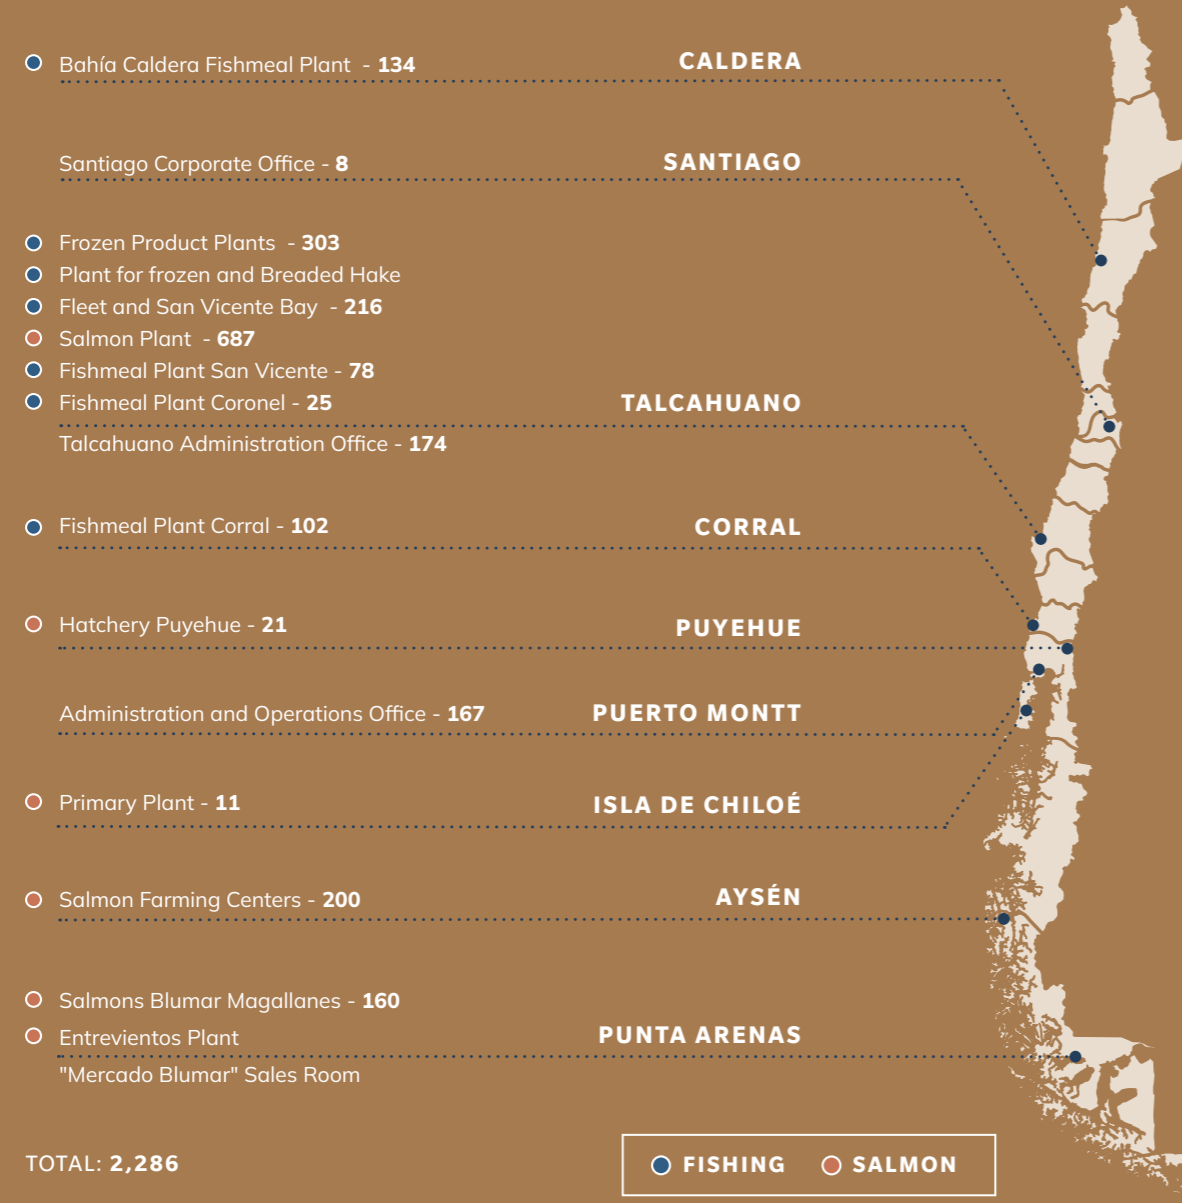 Bahía Caldera Fishmeal Plant - 134
CALDERA
Santiago Corporate Office - 8
SANTIAGO
Frozen Product Plants - 303
Plant for frozen and Breaded Hake
Fleet and San Vicente Bay - 216
Salmon Plant - 687
Fishmeal Plant San Vicente - 78
Fishmeal Plant Coronel - 25
TALCAHUANO
Talcahuano Administration Office - 174
Fishmeal Plant Corral - 102
CORRAL
Hatchery Puyehue - 21
PUYEHUE
Administration and Operations Office - 167
PUERTO MONTT
Primary Plant - 11
ISLA DE CHILOÉ
Salmon Farming Centers - 200
AYSÉN
Salmons Blumar Magallanes - 160
Entrevientos Plant
PUNTA ARENAS
"Mercado Blumar" Sales Room
TOTAL: 2,286
FISHING
SALMON